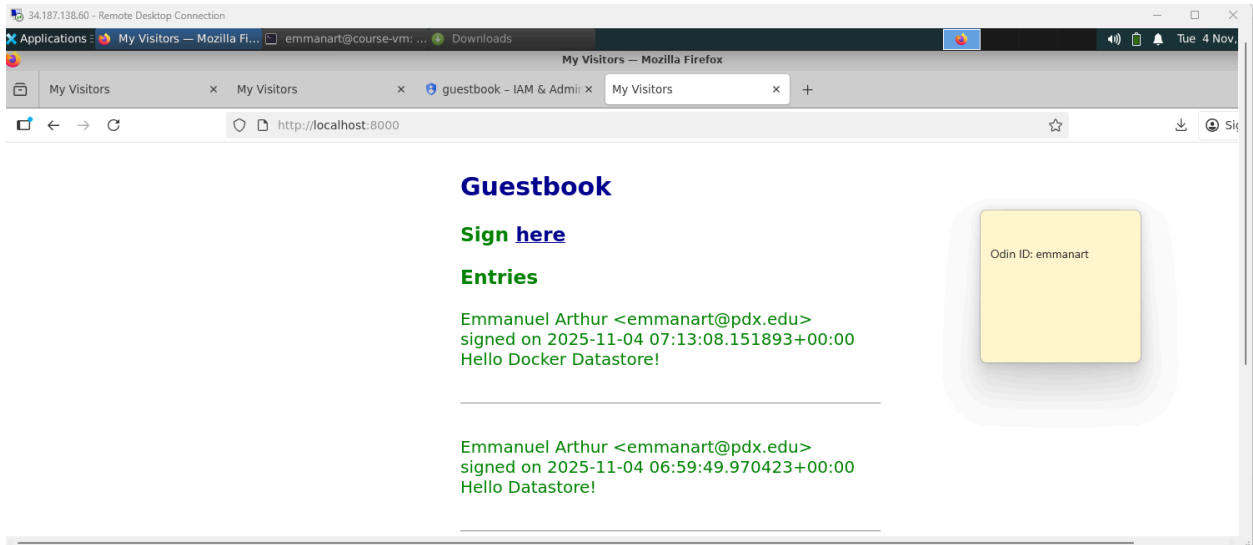 34.187.138.60 - Remote Desktop Connection
Applications My Visitors — Mozilla Fi... emmanart@course-vm: ... Downloads Tue 4 Nov,
My Visitors — Mozilla Firefox
My Visitors My Visitors guestbook – IAM & Admin My Visitors
http://localhost:8000
Guestbook
Sign here
Entries
Emmanuel Arthur <emmanart@pdx.edu>
signed on 2025-11-04 07:13:08.151893+00:00
Hello Docker Datastore!
Emmanuel Arthur <emmanart@pdx.edu>
signed on 2025-11-04 06:59:49.970423+00:00
Hello Datastore!
Odin ID: emmanart